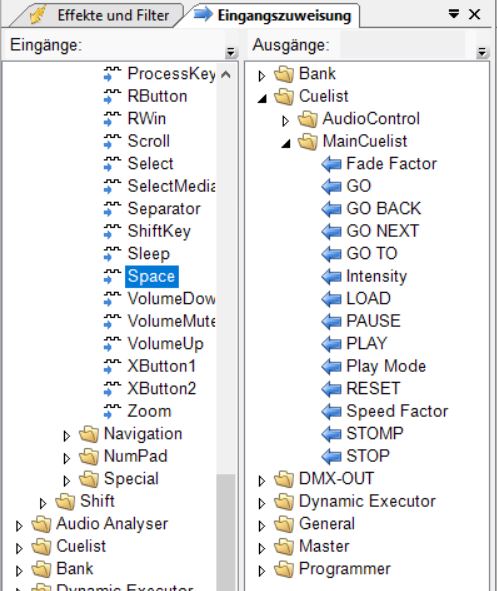 Effekte und Filter
Eingangszuweisung
Eingänge:
ProcessKey
RButton
RWin
Scroll
Select
SelectMedia
Separator
ShiftKey
Sleep
Space
VolumeDow
VolumeMute
VolumeUp
XButton1
XButton2
Zoom
Navigation
NumPad
Special
Shift
Audio Analyser
Cuelist
Bank
Dynamic Executor
Ausgänge:
Bank
Cuelist
AudioControl
MainCuelist
Fade Factor
GO
GO BACK
GO NEXT
GO TO
Intensity
LOAD
PAUSE
PLAY
Play Mode
RESET
Speed Factor
STOMP
STOP
DMX-OUT
Dynamic Executor
General
Master
Programmer